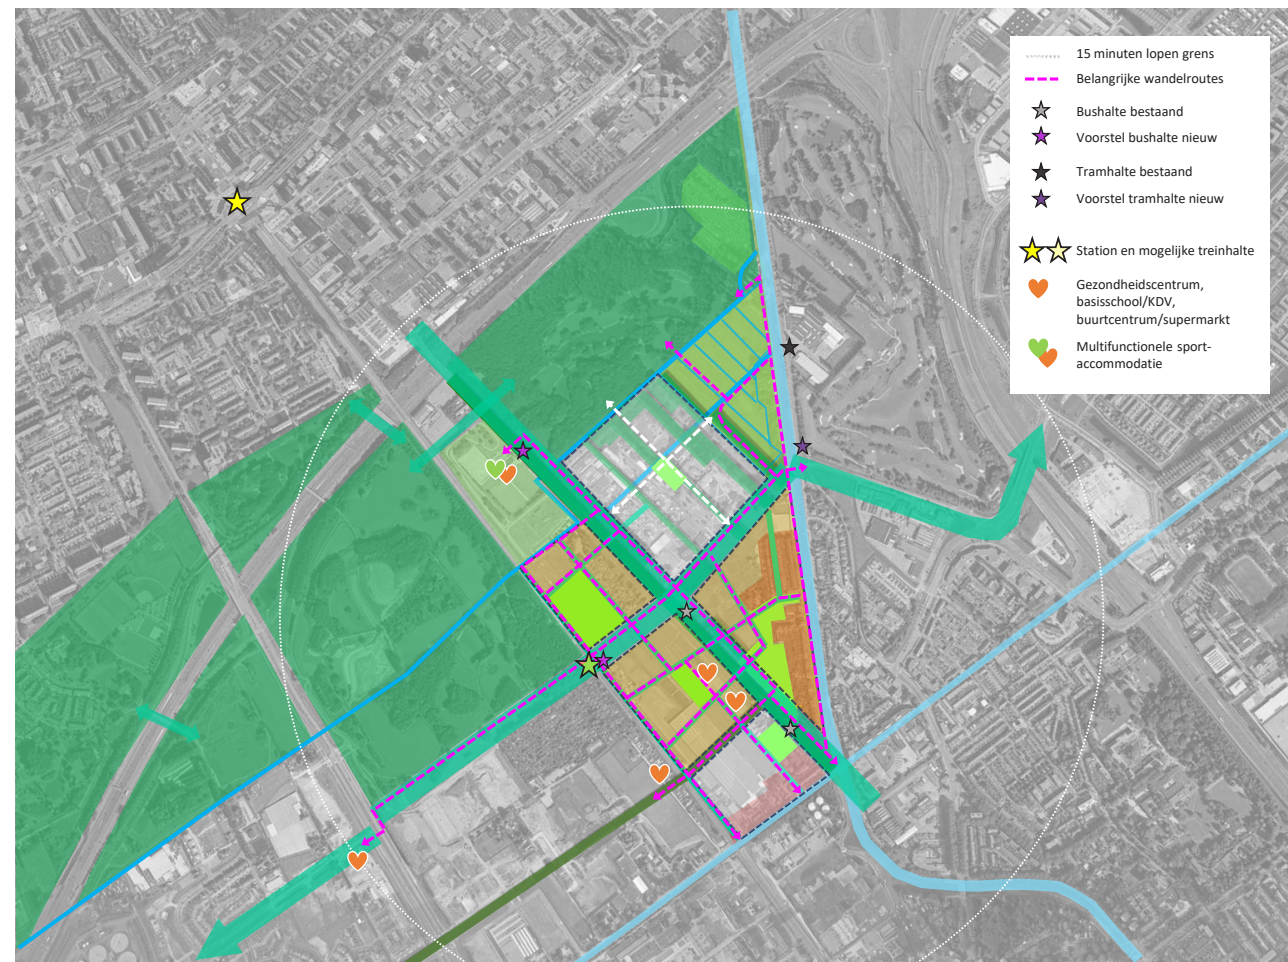 15 minuten lopen grens
Belangrijke wandelroutes
Bushalte bestaand
Voorstel bushalte nieuw
Tramhalte bestaand
Voorstel tramhalte nieuw
Station en mogelijke treinhalte
Gezondheidscentrum,
basisschool/KDV,
buurtcentrum/supermarkt
Multifunctionele sport-
accommodatie